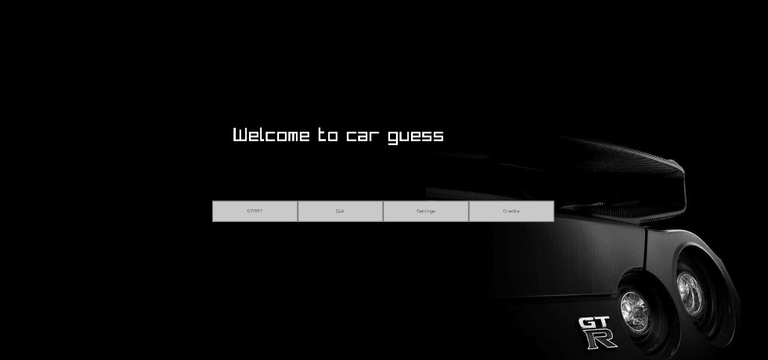 Welcome to car guess
START Quit Settings Credits
GT
R